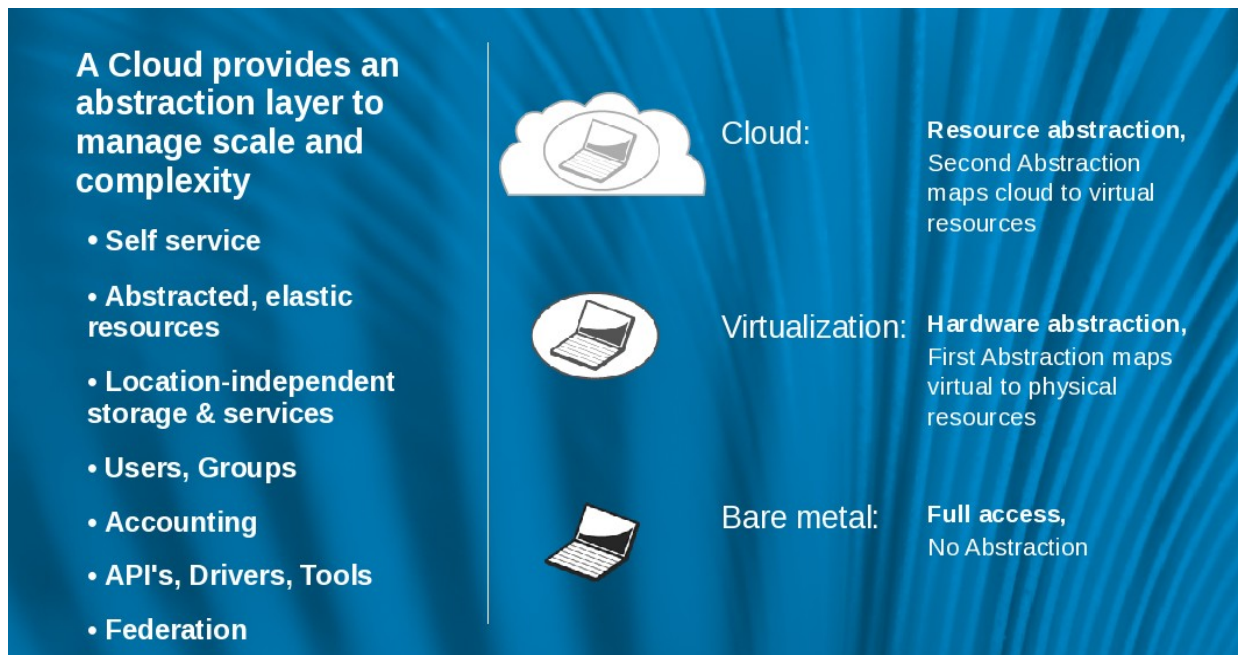 A Cloud provides an
abstraction layer to
manage scale and
complexity
• Self service
• Abstracted, elastic
resources
• Location-independent
storage & services
• Users, Groups
• Accounting
• API's, Drivers, Tools
• Federation
Cloud:
Resource abstraction,
Second Abstraction
maps cloud to virtual
resources
Virtualization:
Hardware abstraction,
First Abstraction maps
virtual to physical
resources
Bare metal:
Full access,
No Abstraction